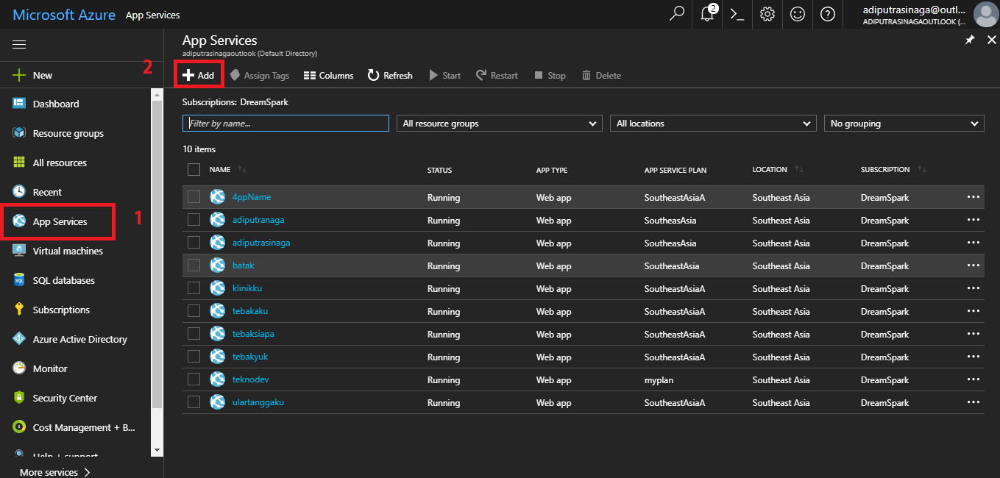 Microsoft Azure App Services
2
adiputrasinaga@outl...
ADIPUTRASINAGAOUTLOOK (...
New
Dashboard
Resource groups
All resources
Recent
App Services
1
Virtual machines
SQL databases
Subscriptions
Azure Active Directory
Monitor
Security Center
Cost Management + B...
Help + support
More services
App Services
adiputrasinagaoutlook (Default Directory)
2
Add Assign Tags Columns Refresh Start Restart Stop Delete
Subscriptions: DreamSpark
Filter by name... All resource groups All locations No grouping
10 items
NAME STATUS APP TYPE APP SERVICE PLAN LOCATION SUBSCRIPTION
4ppName Running Web app SoutheastAsiaA Southeast Asia DreamSpark ...
adiputranaga Running Web app SoutheasAsia Southeast Asia DreamSpark ...
adiputrasinaga Running Web app SoutheasAsia Southeast Asia DreamSpark ...
batak Running Web app SoutheastAsia Southeast Asia DreamSpark ...
klinikku Running Web app SoutheastAsiaA Southeast Asia DreamSpark ...
tebakaku Running Web app SoutheastAsiaA Southeast Asia DreamSpark ...
tebaksiapa Running Web app SoutheastAsiaA Southeast Asia DreamSpark ...
tebakyuk Running Web app SoutheastAsiaA Southeast Asia DreamSpark ...
teknodev Running Web app myplan Southeast Asia DreamSpark ...
ulartanggaku Running Web app SoutheastAsiaA Southeast Asia DreamSpark ...